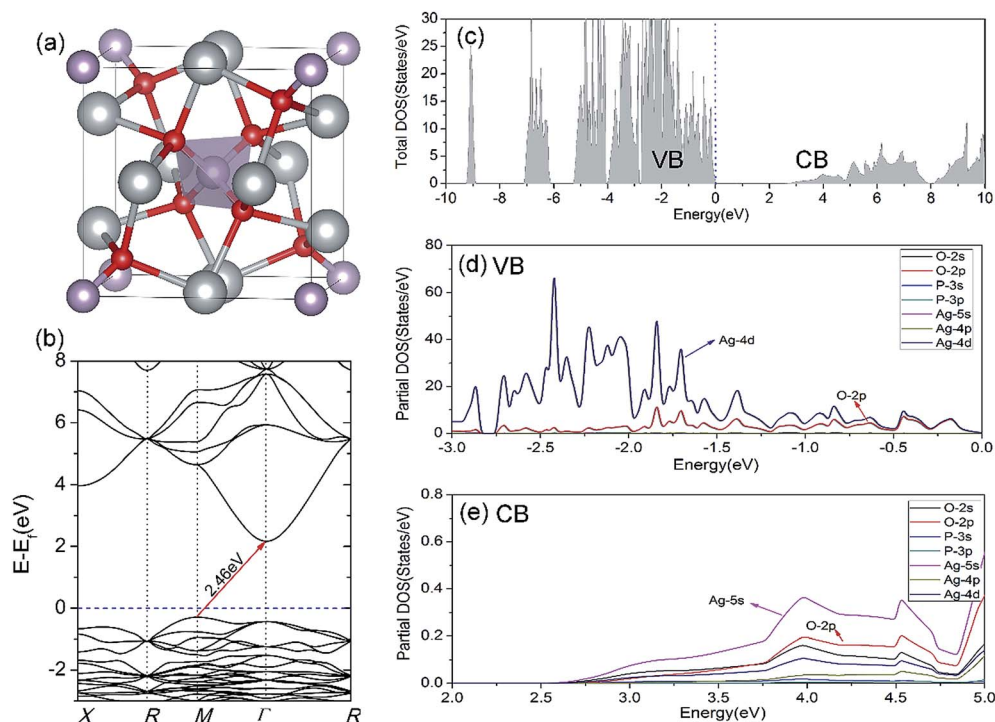 (a)
(b)
E-Ef(eV)
8
6
4
2
0
-2
2.46eV
X R M Γ R
(c)
Total DOS(States/eV)
30
25
20
15
10
5
0
VB
CB
-10 -8 -6 -4 -2 0 2 4 6 8 10
Energy(eV)
(d) VB
Partial DOS(States/eV)
80
60
40
20
0
Ag-4d
O-2p
O-2s
O-2p
P-3s
P-3p
Ag-5s
Ag-4p
Ag-4d
-3.0 -2.5 -2.0 -1.5 -1.0 -0.5 0.0
Energy(eV)
(e) CB
Partial DOS(States/eV)
0.8
0.6
0.4
0.2
0.0
Ag-5s
O-2p
O-2s
O-2p
P-3s
P-3p
Ag-5s
Ag-4p
Ag-4d
2.0 2.5 3.0 3.5 4.0 4.5 5.0
Energy(eV)